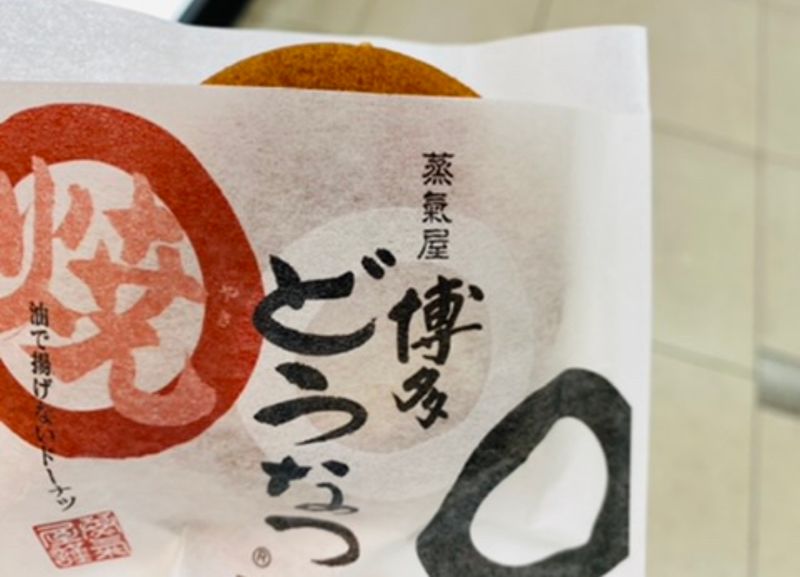 蒸氣屋
博多
どうなつ
®
焼
やき
油で揚げないドーナツ